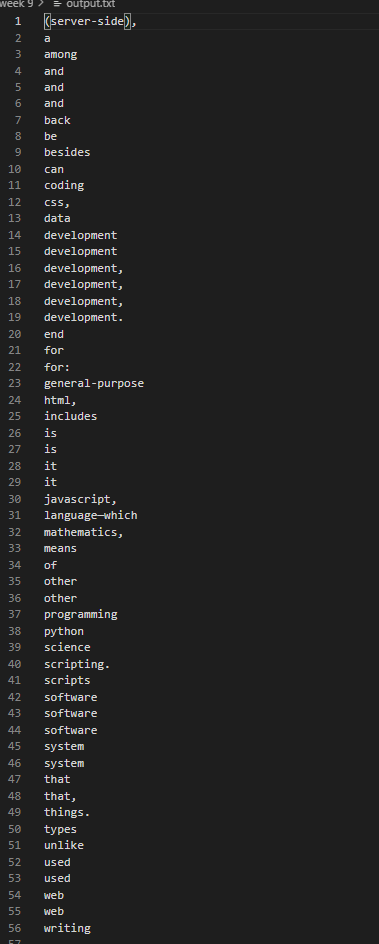 week 9 > output.txt
1 (server-side),
2 a
3 among
4 and
5 and
6 and
7 back
8 be
9 besides
10 can
11 coding
12 css,
13 data
14 development
15 development
16 development,
17 development,
18 development,
19 development.
20 end
21 for
22 for:
23 general-purpose
24 html,
25 includes
26 is
27 is
28 it
29 it
30 javascript,
31 language—which
32 mathematics,
33 means
34 of
35 other
36 other
37 programming
38 python
39 science
40 scripting.
41 scripts
42 software
43 software
44 software
45 system
46 system
47 that
48 that,
49 things.
50 types
51 unlike
52 used
53 used
54 web
55 web
56 writing
57